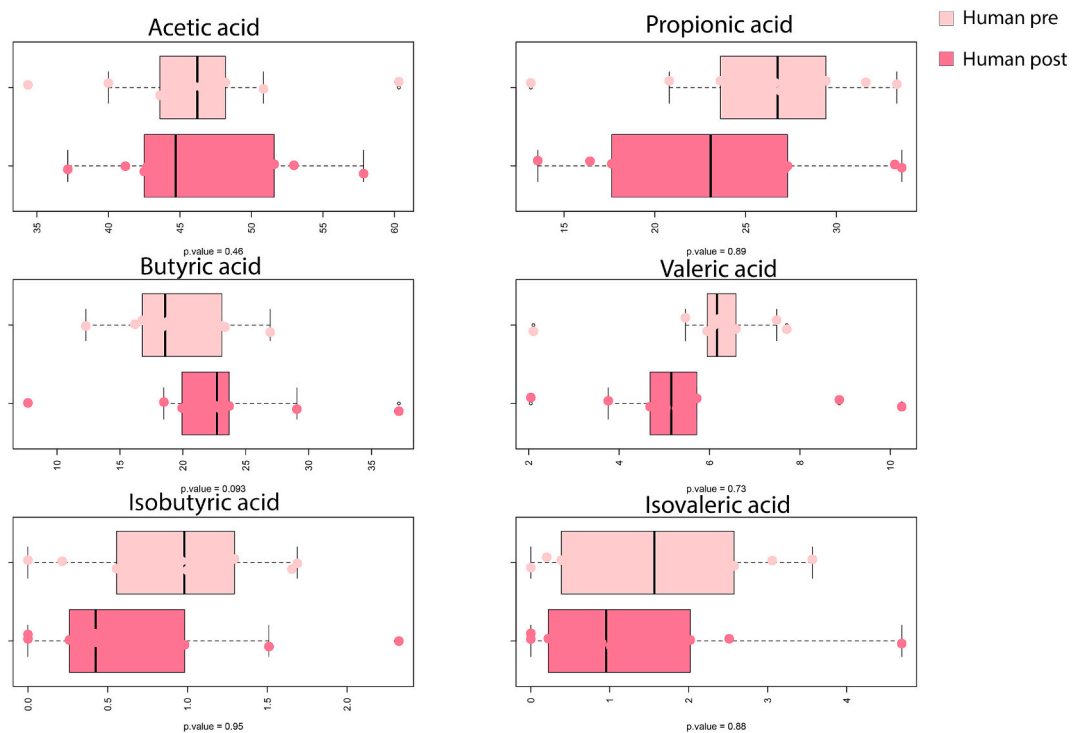 Acetic acid
Propionic acid
Human pre
Human post
35 40 45 50 55 60
p.value = 0.46
15 20 25 30
p.value = 0.89
Butyric acid
Valeric acid
10 15 20 25 30 35
p.value = 0.093
2 4 6 8 10
p.value = 0.73
Isobutyric acid
Isovaleric acid
0.0 0.5 1.0 1.5 2.0
p.value = 0.95
0 1 2 3 4
p.value = 0.88